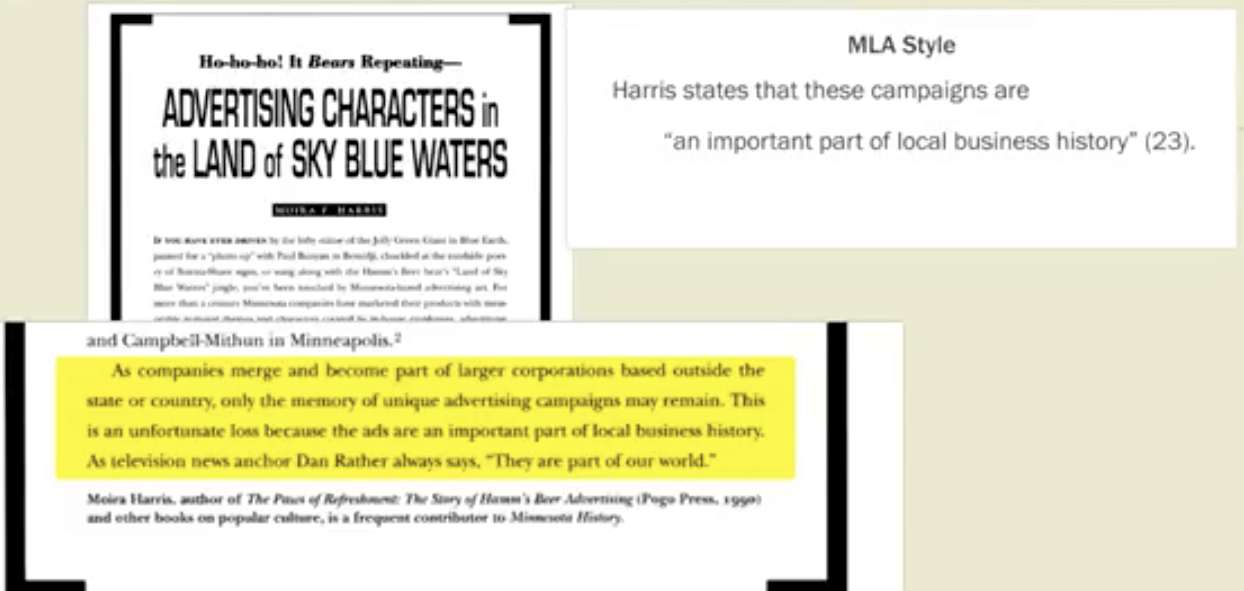 Ho-ho-ho! It Bears Repeating—
ADVERTISING CHARACTERS in
the LAND of SKY BLUE WATERS
MOIRA F. HARRIS
IF YOU HAVE EVER DRIVEN by the lofty statue of the Jolly Green Giant in Blue Earth,
paused for a "photo op" with Paul Bunyan in Bemidji, chuckled at the roadside poet-
ry of Burma-Shave signs, or sung along with the Hamm's Beer bear's "Land of Sky
Blue Waters" jingle, you've been touched by Minnesota-based advertising art. For
more than a century Minnesota companies have marketed their products with mem-
MLA Style
Harris states that these campaigns are
“an important part of local business history” (23).
and Campbell-Mithun in Minneapolis.²
As companies merge and become part of larger corporations based outside the
state or country, only the memory of unique advertising campaigns may remain. This
is an unfortunate loss because the ads are an important part of local business history.
As television news anchor Dan Rather always says, “They are part of our world.”
Moira Harris, author of The Paws of Refreshment: The Story of Hamm's Beer Advertising (Pogo Press, 1990)
and other books on popular culture, is a frequent contributor to Minnesota History.